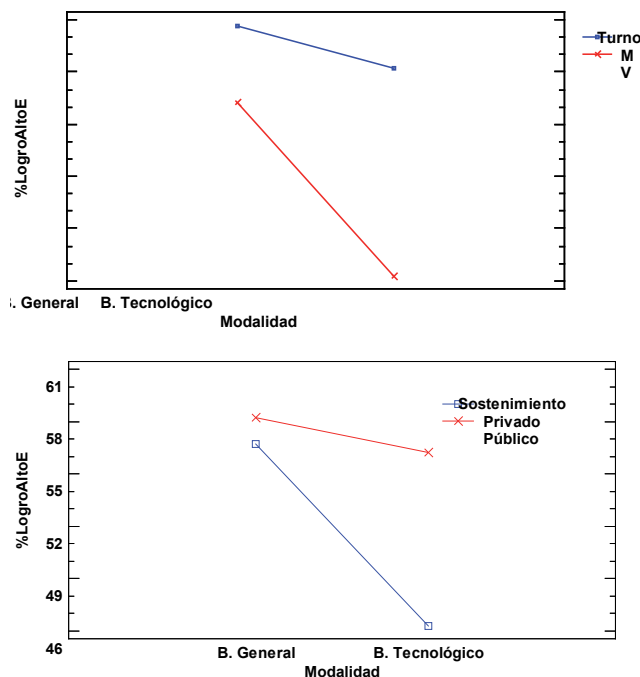 Turno
M
V
%LogroAltoE
. General B. Tecnológico
Modalidad
61
58
55
52
49
46
Sostenimiento
Privado
Público
%LogroAltoE
B. General B. Tecnológico
Modalidad